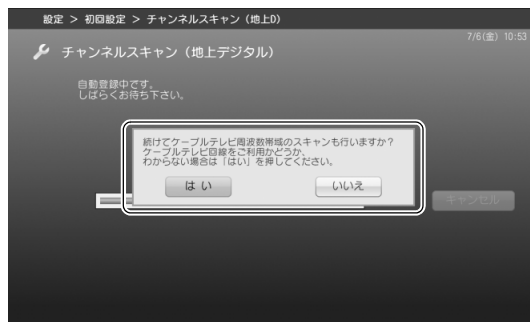 設定 > 初回設定 > チャンネルスキャン（地上D）
7/6(金) 10:53
チャンネルスキャン（地上デジタル）
自動登録中です。
しばらくお待ち下さい。
続けてケーブルテレビ周波数帯域のスキャンも行いますか？
ケーブルテレビ回線をご利用かどうか、
わからない場合は「はい」を押してください。
はい
いいえ
キャンセル